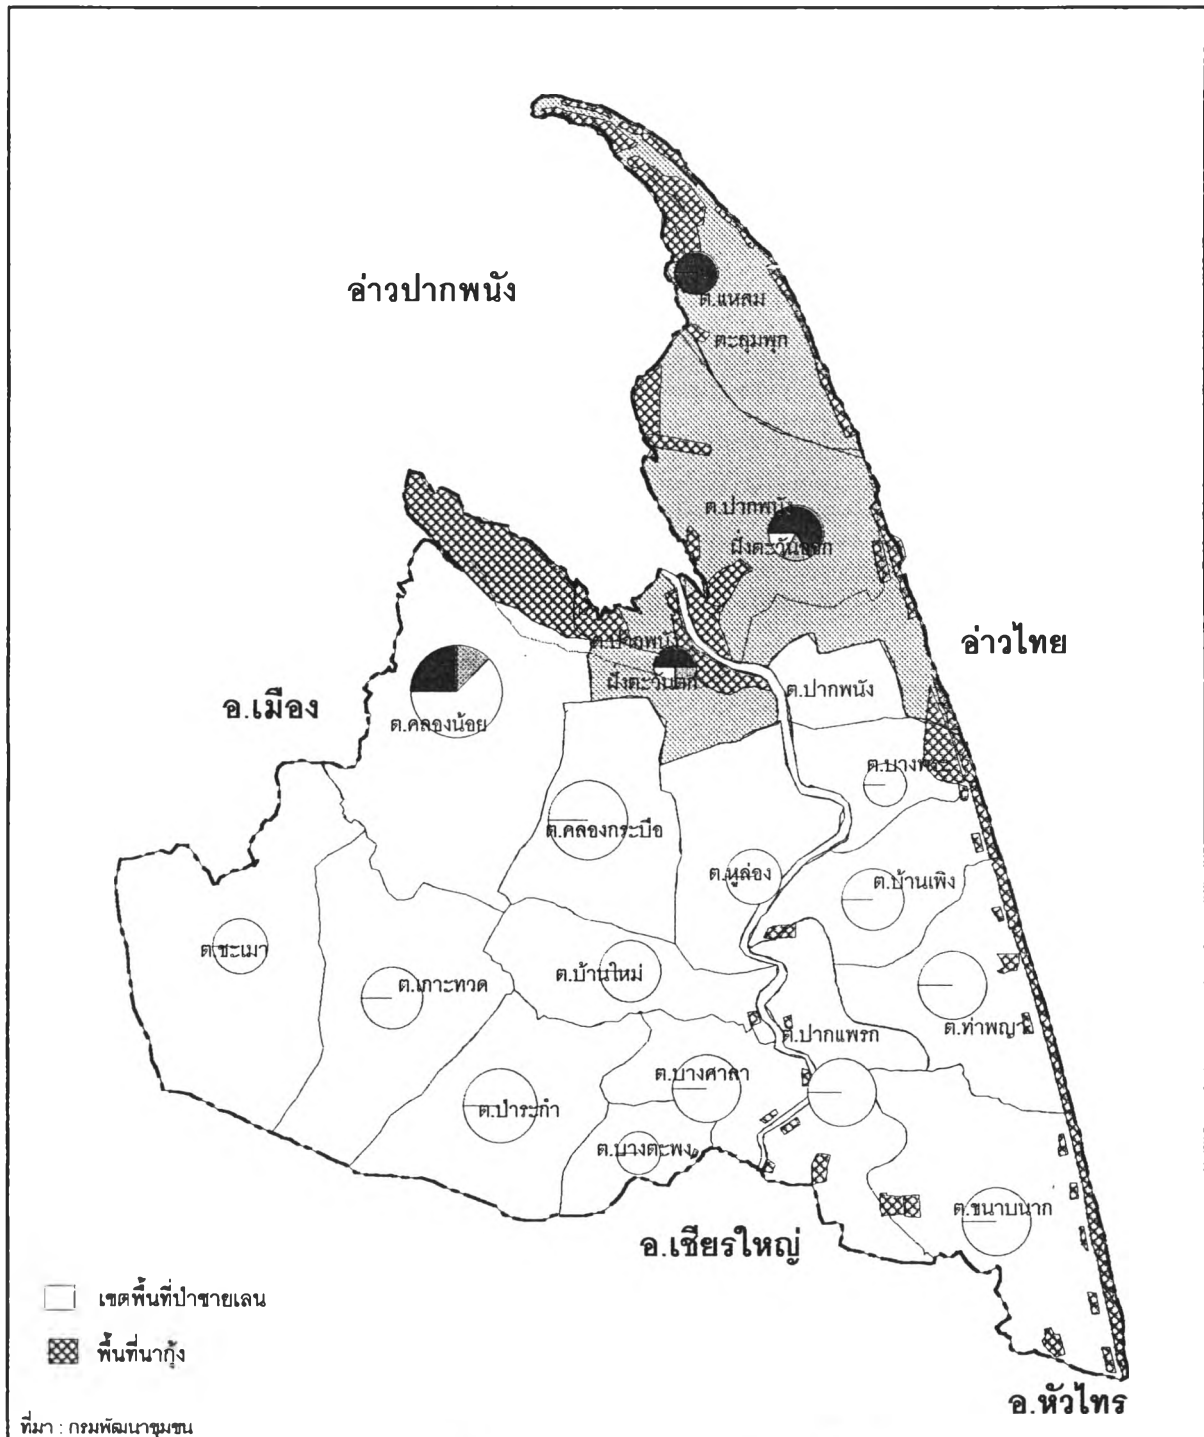 อ่าวปากพนัง
ต.แหลม
ตะลุมพุก
ต.ปากพนัง
ฝั่งตะวันออก
ต.ปากพนัง
ฝั่งตะวันตก
อ่าวไทย
ต.ปากพนัง
อ.เมือง
ต.คลองน้อย
ต.บางพระ
ต.คลองกระบือ
ต.หูล่อง
ต.บ้านเพิง
ต.ชะเมา
ต.เกาะทวด
ต.บ้านใหม่
ต.ท่าพญา
ต.ปากแพรก
ต.บางศาลา
ต.ป่าระกำ
ต.บางตะพง
ต.ขนาบนาก
อ.เชียรใหญ่
เขตพื้นที่ป่าชายเลน
พื้นที่นากุ้ง
อ.หัวไทร
ที่มา : กรมพัฒนาชุมชน